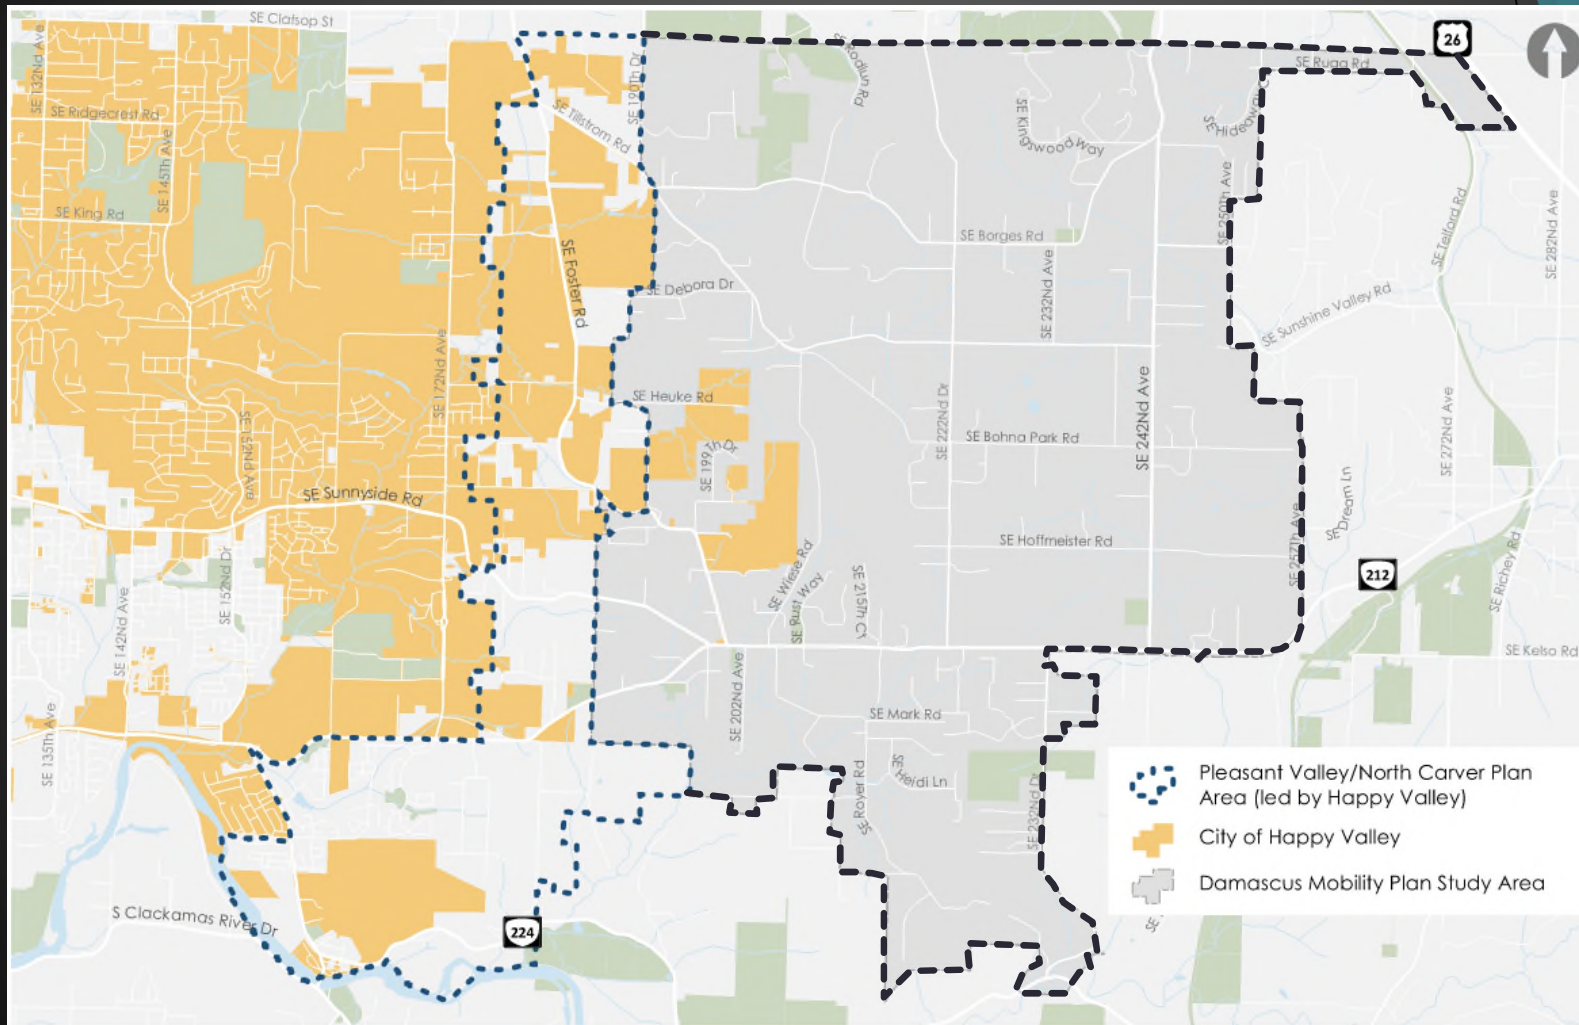 SE Clatsop St
26
SE Rugg Rd
SE 132Nd Ave
SE Rodlun Rd
SE 190Th Dr
SE Ridgecrest Rd
SE Tillstrom Rd
SE Kingswood Way
SE Hideaway
SE 145Th Ave
SE King Rd
SE 250Th Ave
SE Telford Rd
SE 282Nd Ave
SE Foster Rd
SE Borges Rd
SE Debora Dr
SE 232Nd Ave
SE Sunshine Valley Rd
SE 172Nd Ave
SE Heuke Rd
SE 222Nd Dr
SE 242Nd Ave
SE 272Nd Ave
SE 152Nd Ave
SE 199Th Dr
SE Bohna Park Rd
SE Sunnyside Rd
SE Dream Ln
SE Hoffmeister Rd
SE 257Th Ave
212
SE 152Nd Dr
SE 142Nd Ave
SE Wiese Rd
SE Rust Way
SE 215Th Ct
SE Richey Rd
SE Kelso Rd
SE 202Nd Ave
SE Mark Rd
SE 135Th Ave
SE Royer Rd
SE Heidi Ln
SE 232Nd Dr
Pleasant Valley/North Carver Plan
Area (led by Happy Valley)
City of Happy Valley
Damascus Mobility Plan Study Area
S Clackamas River Dr
224
SE